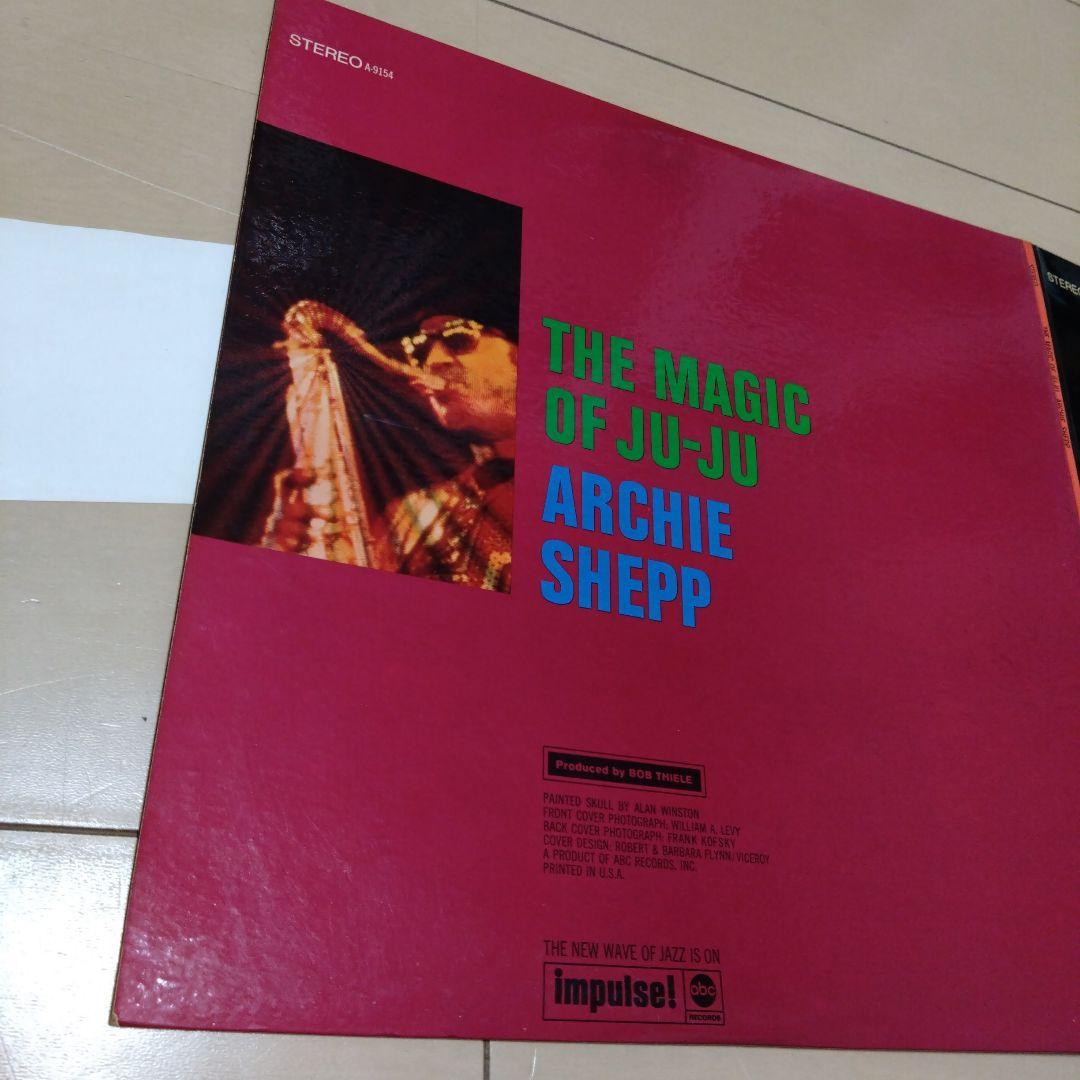 STEREO A-9154
THE MAGIC
OF JU-JU
ARCHIE
SHEPP
Produced by BOB THIELE
PAINTED SKULL BY ALAN WINSTON
FRONT COVER PHOTOGRAPH: WILLIAM A. LEVY
BACK COVER PHOTOGRAPH: FRANK KOFSKY
COVER DESIGN: ROBERT & BARBARA FLYNN/VICEROY
A PRODUCT OF ABC RECORDS, INC.
PRINTED IN U.S.A.
THE NEW WAVE OF JAZZ IS ON
impulse! abc
RECORDS
STEREO